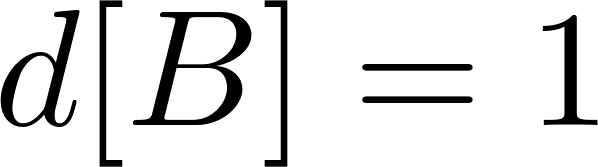 d[B] = 1